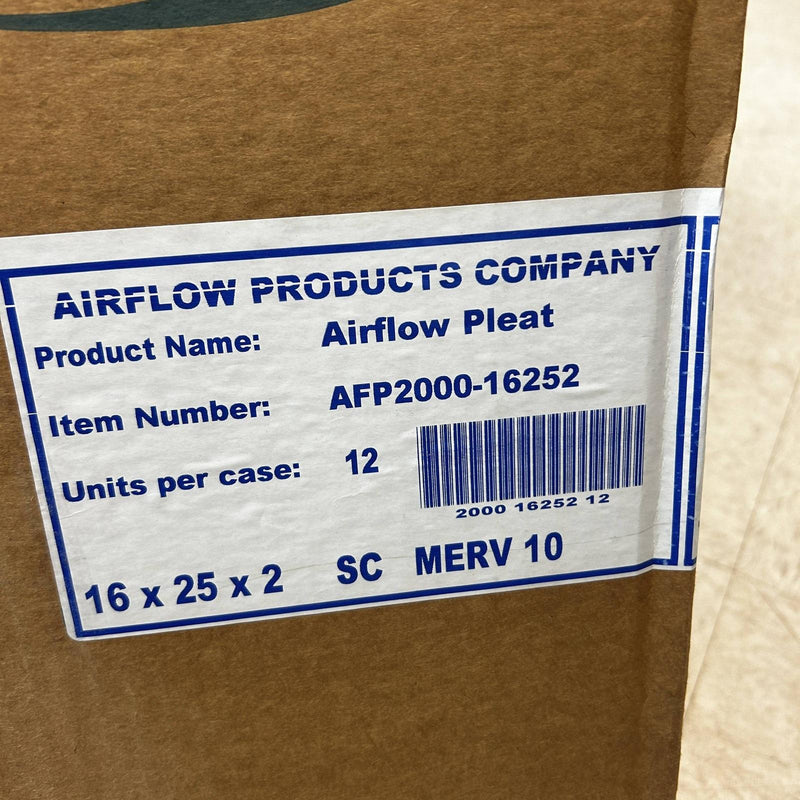 AIRFLOW PRODUCTS COMPANY
Product Name: Airflow Pleat
Item Number: AFP2000-16252
Units per case: 12
2000 16252 12
16 x 25 x 2 SC MERV 10